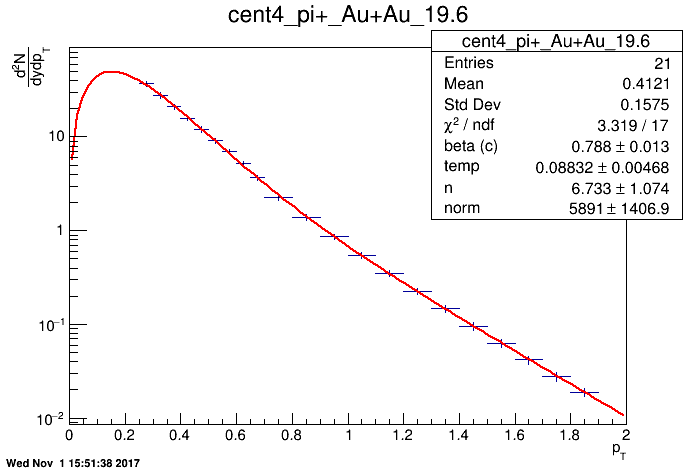 cent4_pi+_Au+Au_19.6
cent4_pi+_Au+Au_19.6
Entries 21
Mean 0.4121
Std Dev 0.1575
χ² / ndf 3.319 / 17
beta (c) 0.788 ± 0.013
temp 0.08832 ± 0.00468
n 6.733 ± 1.074
norm 5891 ± 1406.9
d²N
dydp_T
10
1
10⁻¹
10⁻²
0 0.2 0.4 0.6 0.8 1 1.2 1.4 1.6 1.8 2
p_T
Wed Nov 1 15:51:38 2017